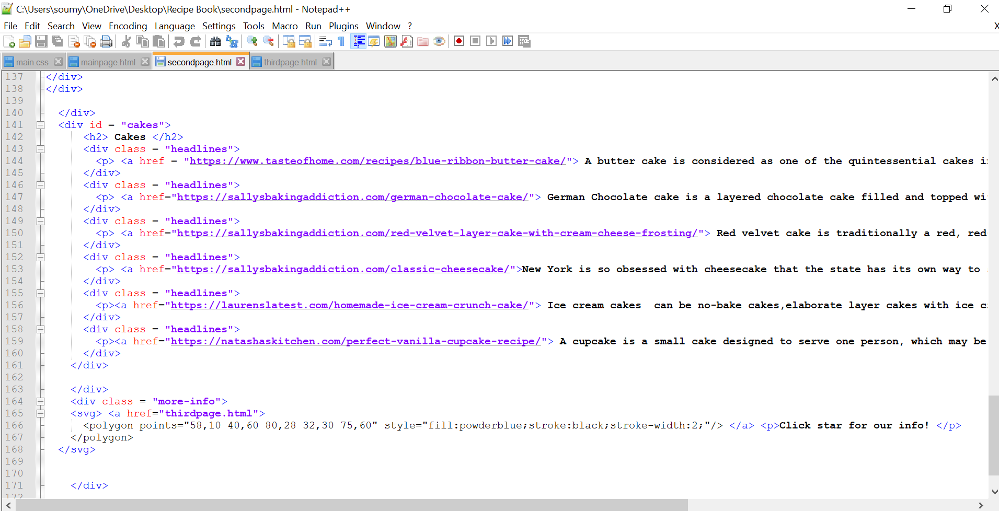 C:\Users\soumy\OneDrive\Desktop\Recipe Book\secondpage.html - Notepad++
File Edit Search View Encoding Language Settings Tools Macro Run Plugins Window ? X
main.css mainpage.html secondpage.html thirdpage.html
137 </div>
138 </div>
139
140 </div>
141 <div id = "cakes">
142 <h2> Cakes </h2>
143 <div class = "headlines">
144 <p> <a href = "https://www.tasteofhome.com/recipes/blue-ribbon-butter-cake/"> A butter cake is considered as one of the quintessential cakes
145 </div>
146 <div class = "headlines">
147 <p> <a href="https://sallysbakingaddiction.com/german-chocolate-cake/"> German Chocolate cake is a layered chocolate cake filled and topped
148 </div>
149 <div class = "headlines">
150 <p> <a href="https://sallysbakingaddiction.com/red-velvet-layer-cake-with-cream-cheese-frosting/"> Red velvet cake is traditionally a red, red
151 </div>
152 <div class = "headlines">
153 <p> <a href="https://sallysbakingaddiction.com/classic-cheesecake/">New York is so obsessed with cheesecake that the state has its own way to
154 </div>
155 <div class = "headlines">
156 <p><a href="https://laurenslatest.com/homemade-ice-cream-crunch-cake/"> Ice cream cakes  can be no-bake cakes,elaborate layer cakes with ice
157 </div>
158 <div class = "headlines">
159 <p><a href="https://natashaskitchen.com/perfect-vanilla-cupcake-recipe/"> A cupcake is a small cake designed to serve one person, which may be
160 </div>
161 </div>
162
163 </div>
164 <div class = "more-info">
165 <svg> <a href="thirdpage.html">
166 <polygon points="58,10 40,60 80,28 32,30 75,60" style="fill:powderblue;stroke:black;stroke-width:2;"/> </a> <p>Click star for our info! </p>
167 </polygon>
168 </svg>
169
170
171 </div>
172